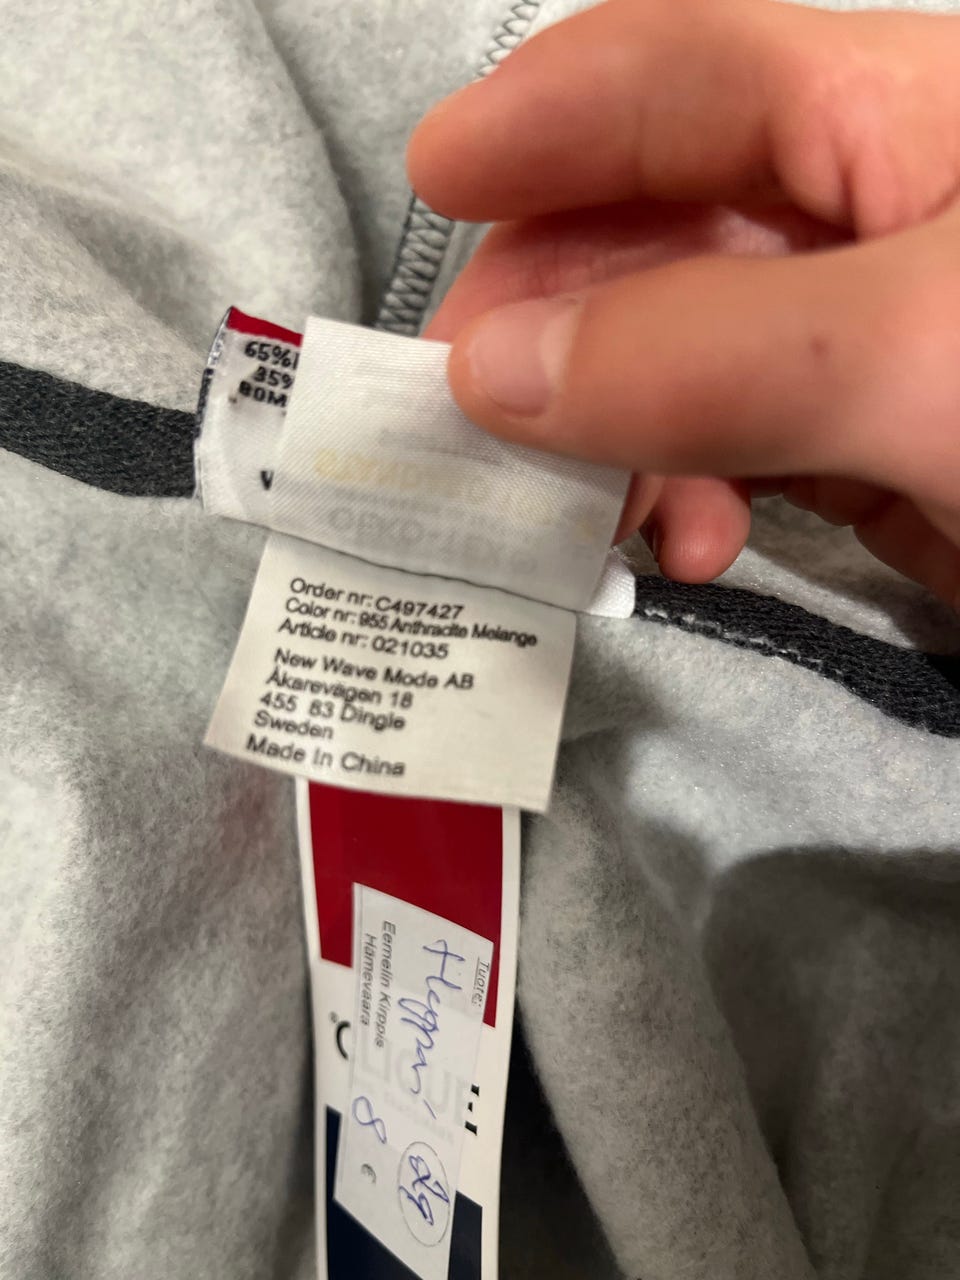 65%
35%
Order nr: C497427
Color nr: 955 Anthracite Melange
Article nr: 021035
New Wave Mode AB
Åkarevägen 18
455 83 Dingle
Sweden
Made In China
Tuote:
Eemelin Kirppis
Hämevaara
8 €